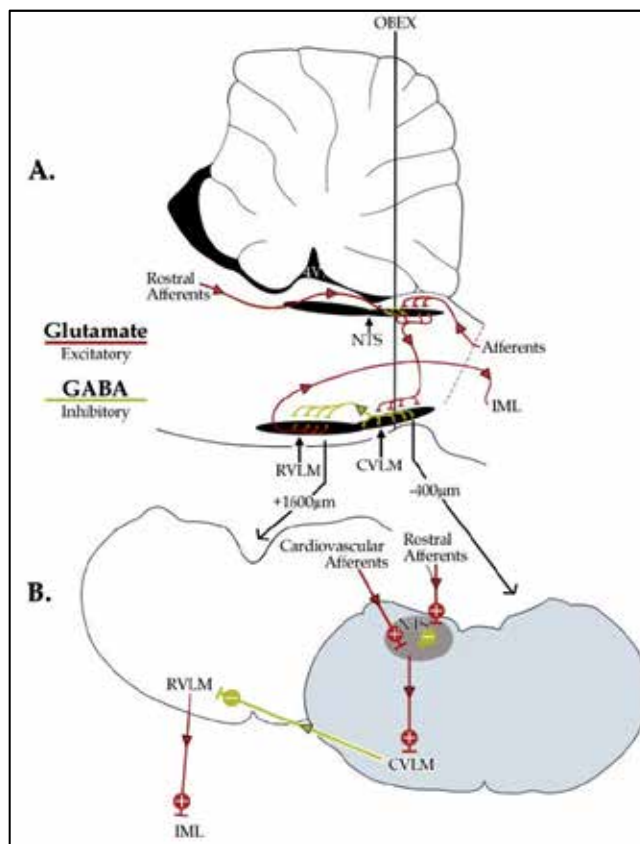 OBEX
A.
Rostral
Afferents
NTS
Glutamate
Excitatory
Afferents
GABA
Inhibitory
IML
RVLM
CVLM
+1600µm
-400µm
Cardiovascular
Afferents
Rostral
Afferents
B.
NTS
RVLM
CVLM
IML